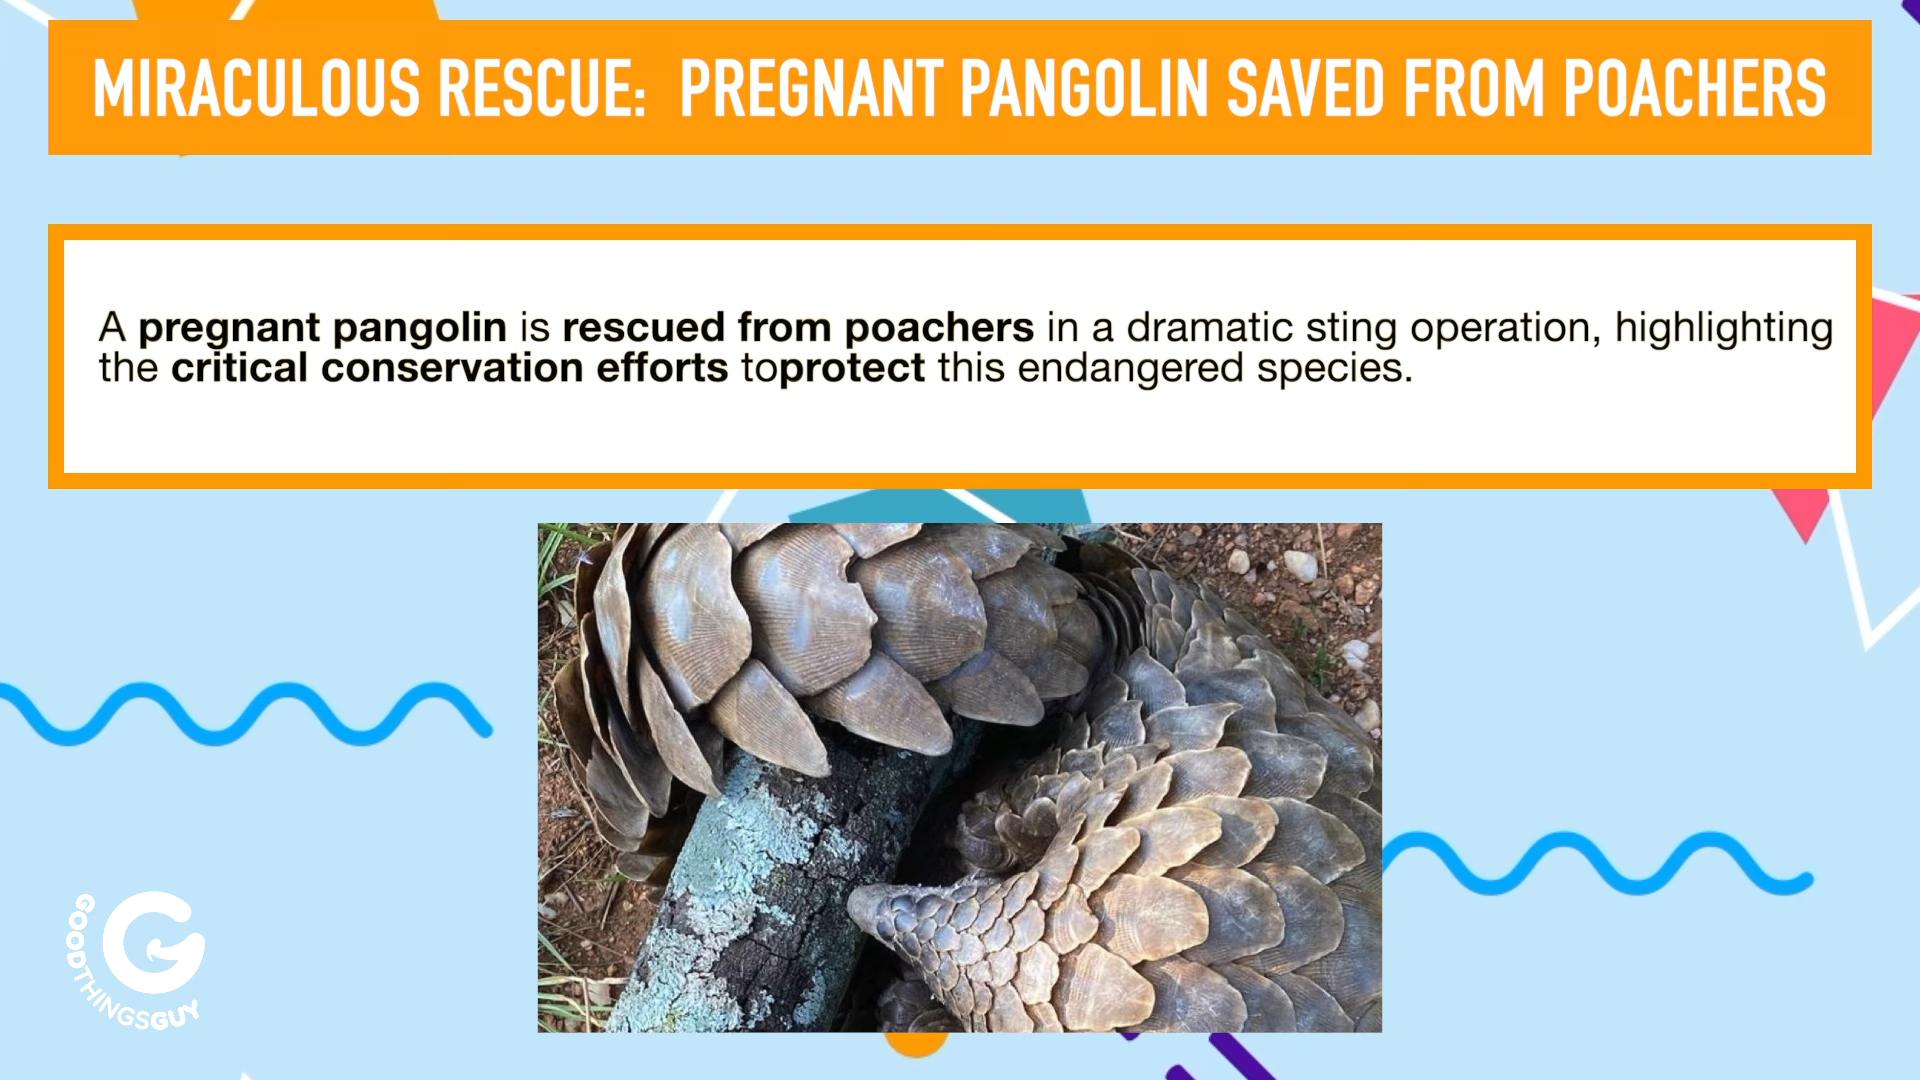 MIRACULOUS RESCUE: PREGNANT PANGOLIN SAVED FROM POACHERS
A pregnant pangolin is rescued from poachers in a dramatic sting operation, highlighting
the critical conservation efforts toprotect this endangered species.
GOODTHINGSGUY